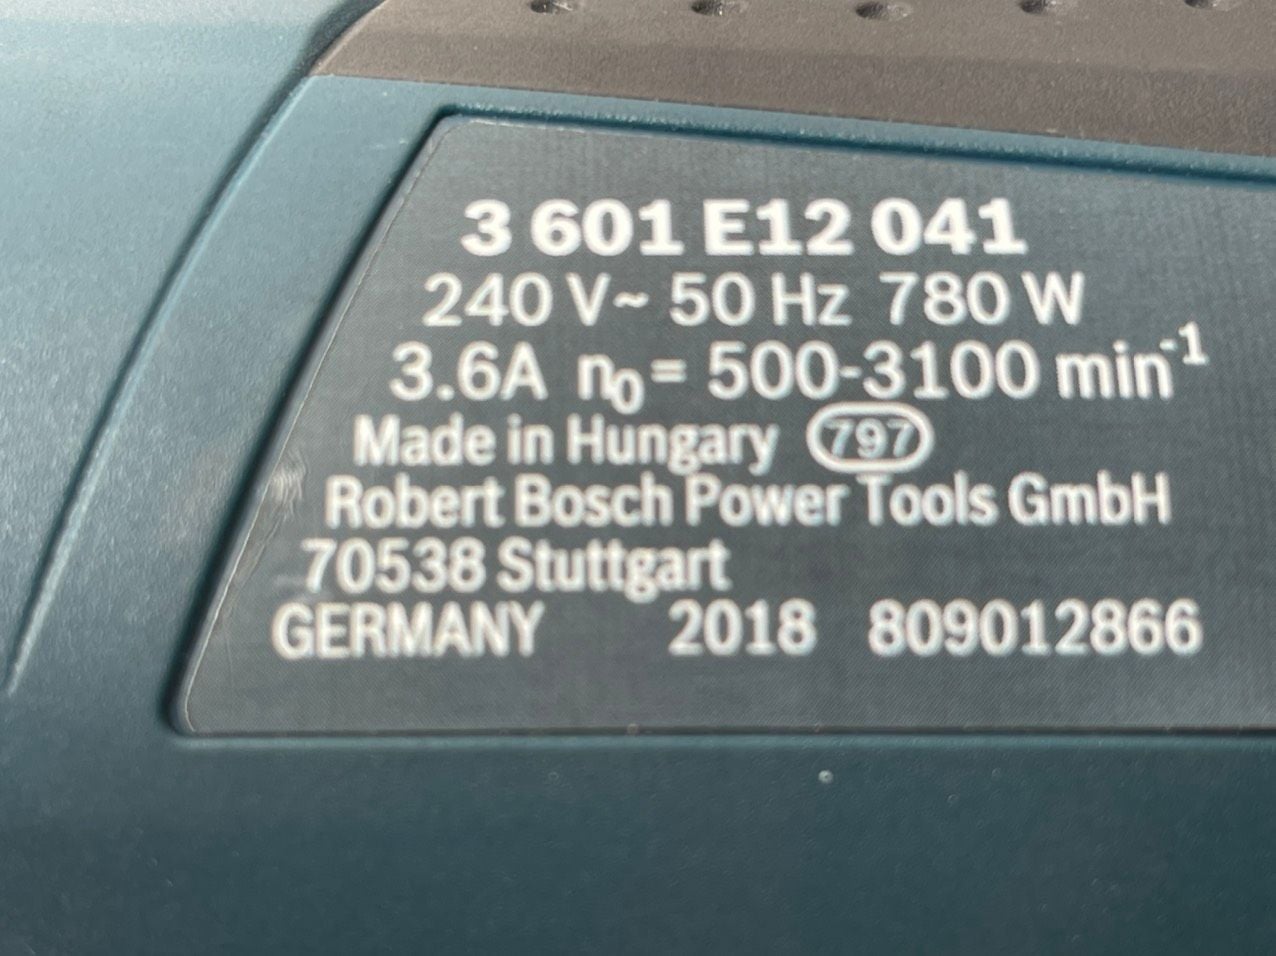 3 601 E12 041
240 V~ 50 Hz 780 W
3.6A n₀= 500-3100 min⁻¹
Made in Hungary 797
Robert Bosch Power Tools GmbH
70538 Stuttgart
GERMANY 2018 809012866